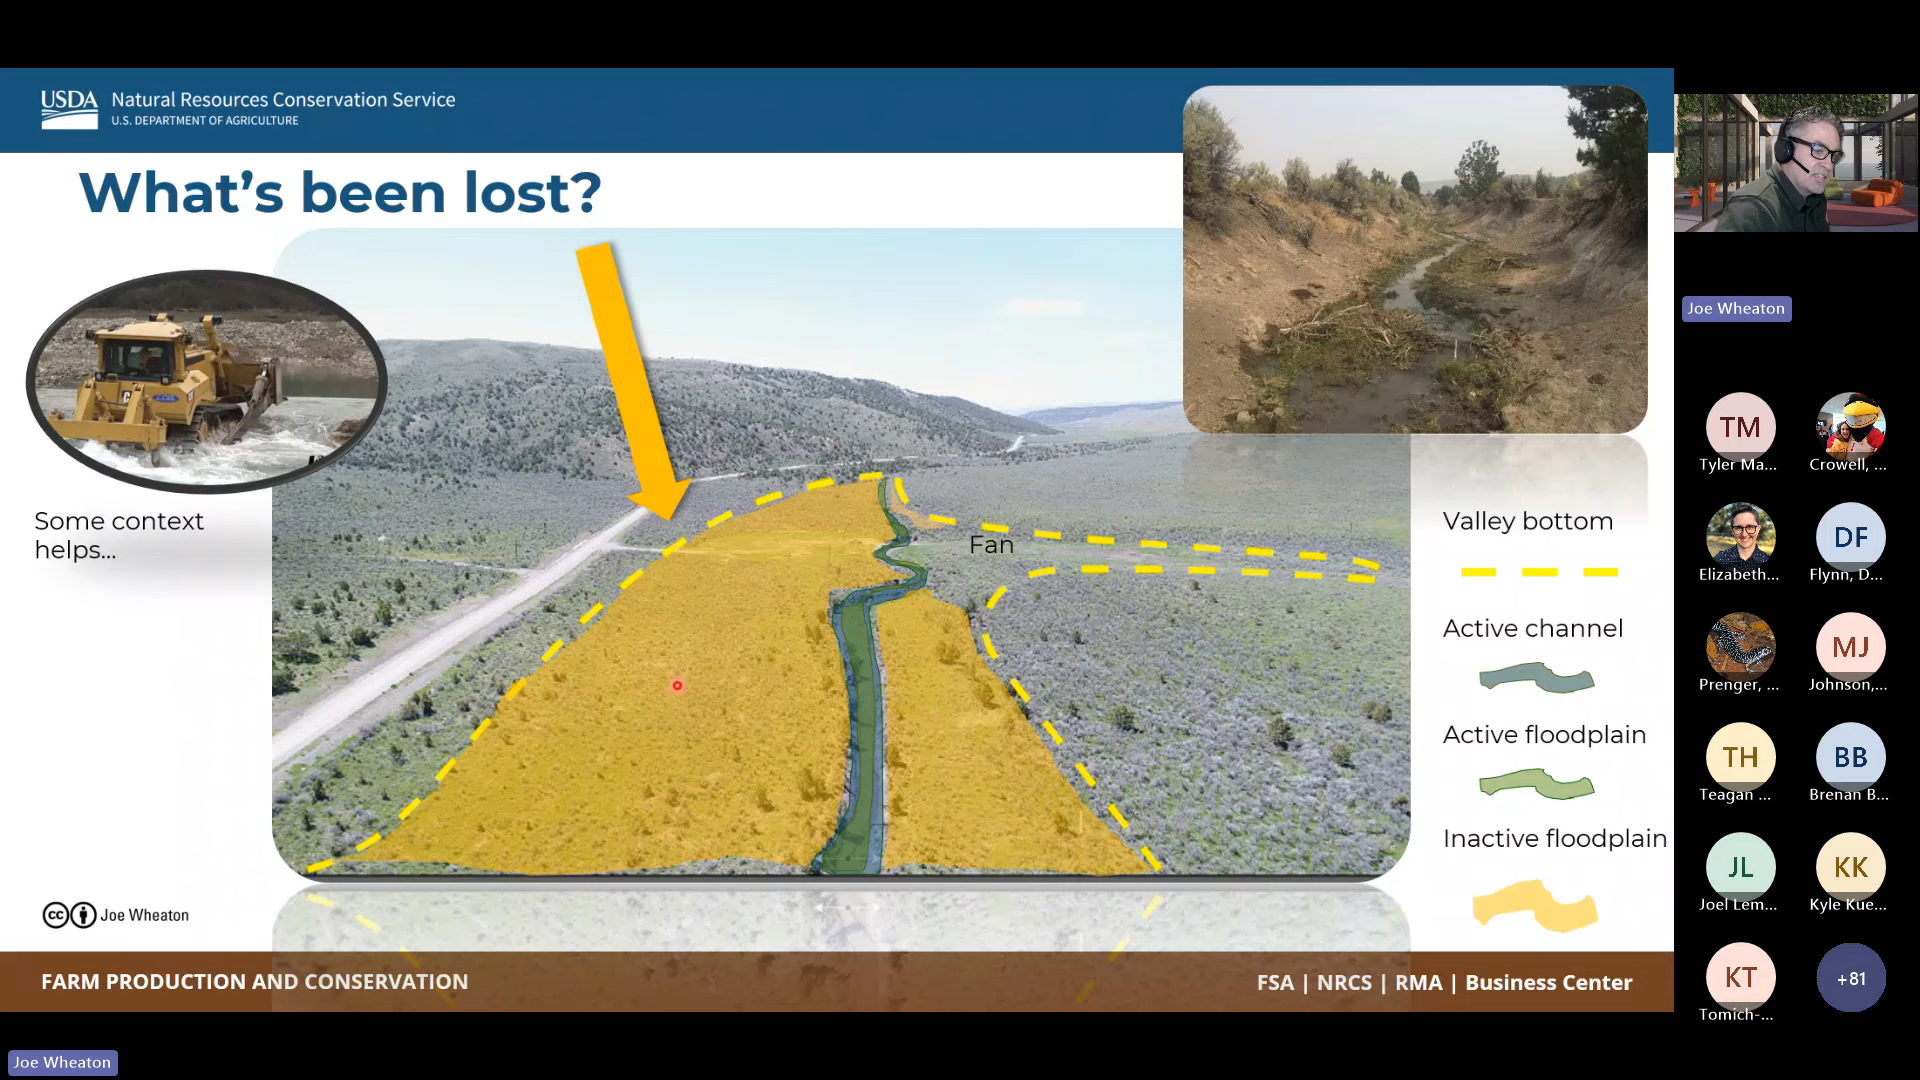 USDA
Natural Resources Conservation Service
U.S. DEPARTMENT OF AGRICULTURE
What's been lost?
Some context
helps...
Fan
Valley bottom
Active channel
Active floodplain
Inactive floodplain
cc Joe Wheaton
FARM PRODUCTION AND CONSERVATION
FSA | NRCS | RMA | Business Center
Joe Wheaton
Joe Wheaton
TM
Tyler Ma...
Crowell, ...
Elizabeth...
DF
Flynn, D...
Prenger, ...
MJ
Johnson,...
TH
Teagan ...
BB
Brenan B...
JL
Joel Lem...
KK
Kyle Kue...
KT
Tomich-...
+81